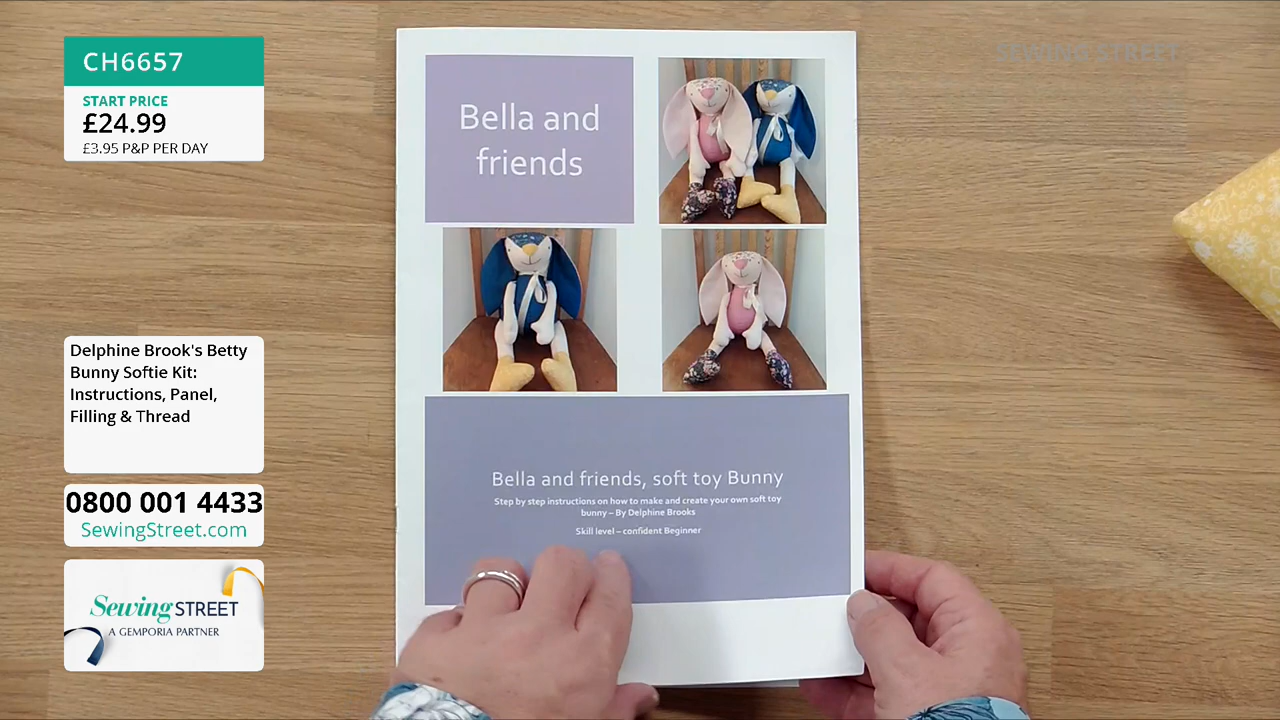 CH6657
START PRICE
£24.99
£3.95 P&P PER DAY
Delphine Brook's Betty
Bunny Softie Kit:
Instructions, Panel,
Filling & Thread
0800 001 4433
SewingStreet.com
Sewing STREET
A GEMPORIA PARTNER
SEWING STREET
Bella and
friends
Bella and friends, soft toy Bunny
Step by step instructions on how to make and create your own soft toy
bunny – By Delphine Brooks
Skill level – confident Beginner